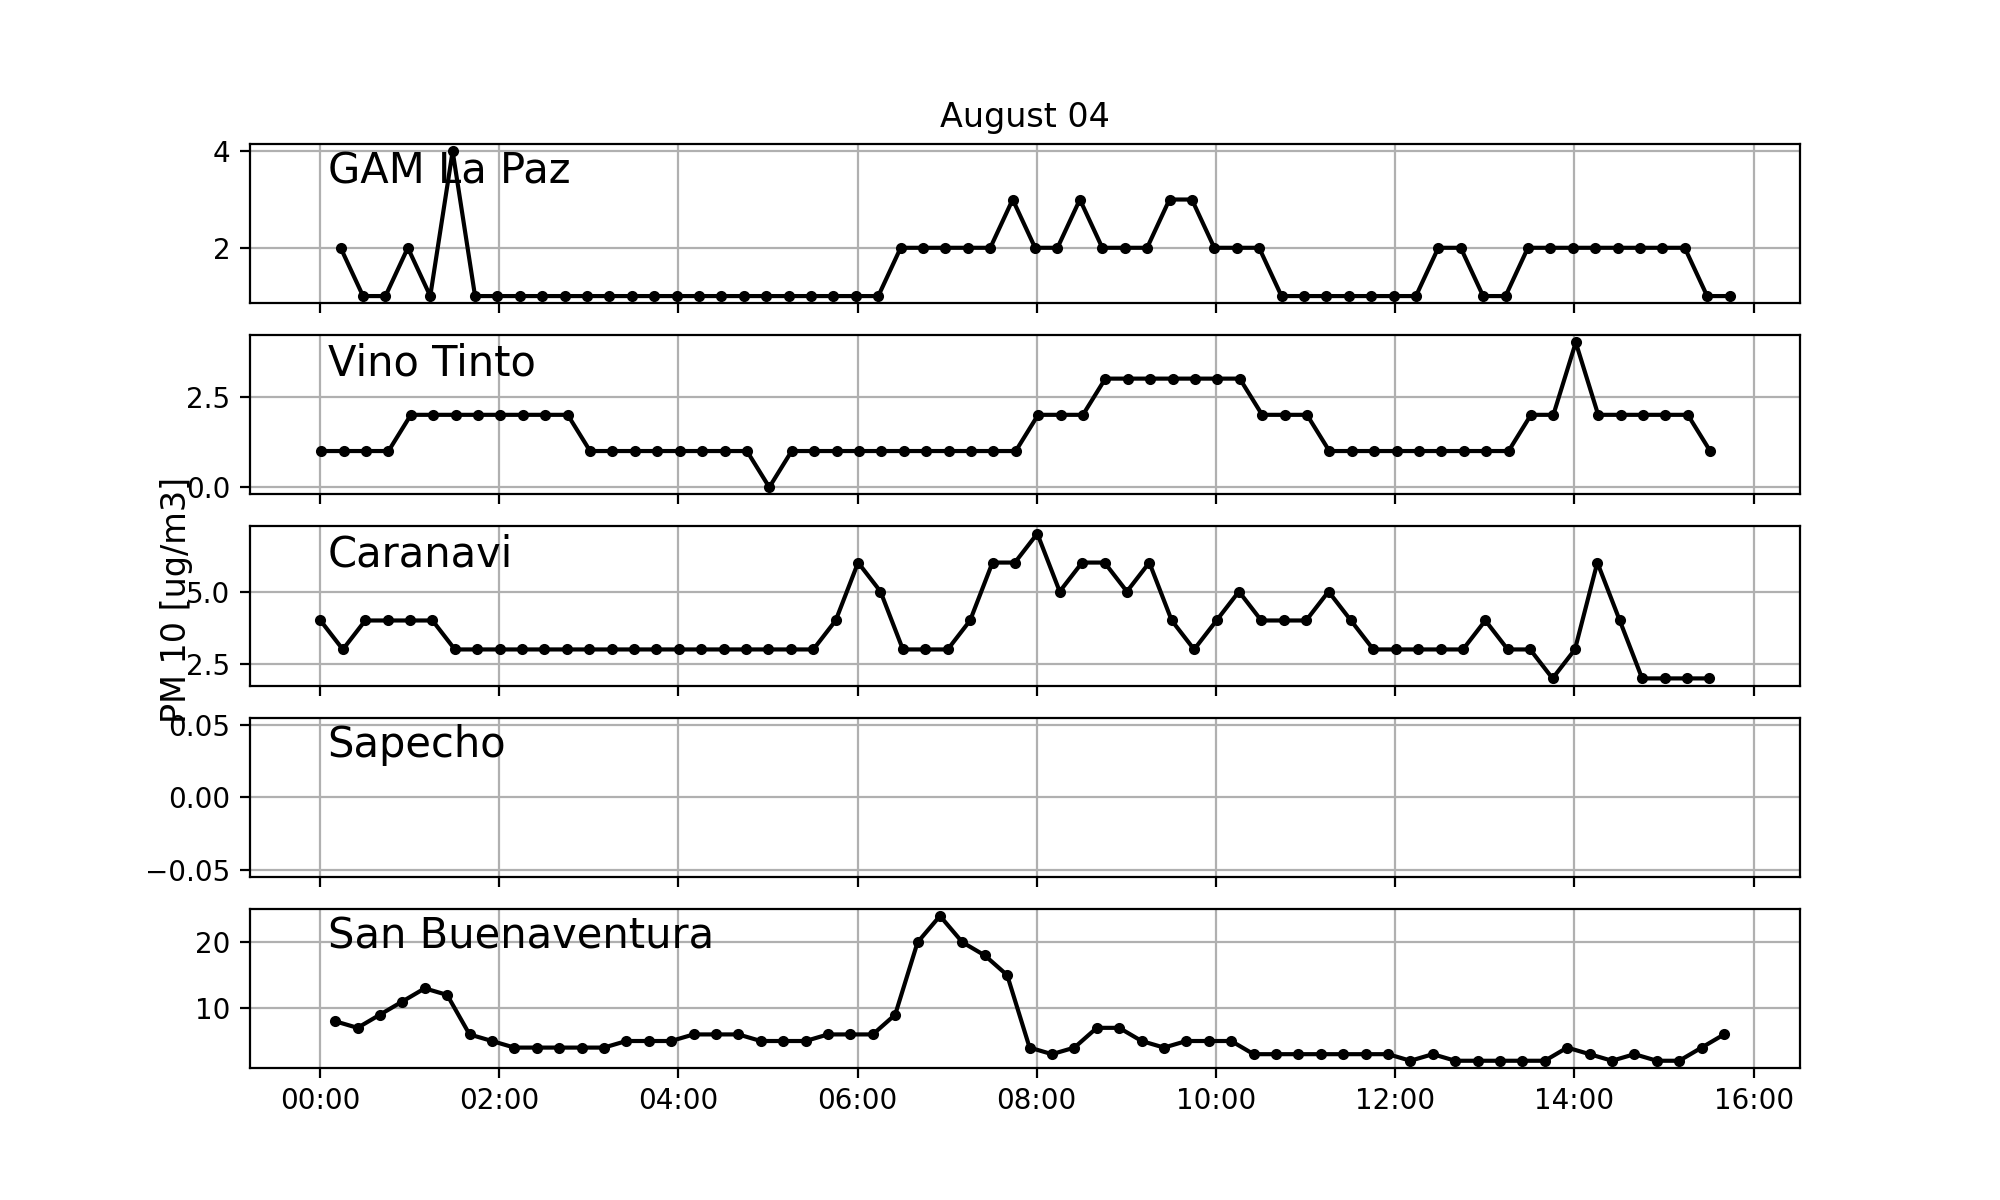 August 04
4
GAM La Paz
2
Vino Tinto
2.5
0.0
PM 10 [ug/m3]
Caranavi
5.0
2.5
0.05
Sapecho
0.00
−0.05
San Buenaventura
20
10
00:00 02:00 04:00 06:00 08:00 10:00 12:00 14:00 16:00